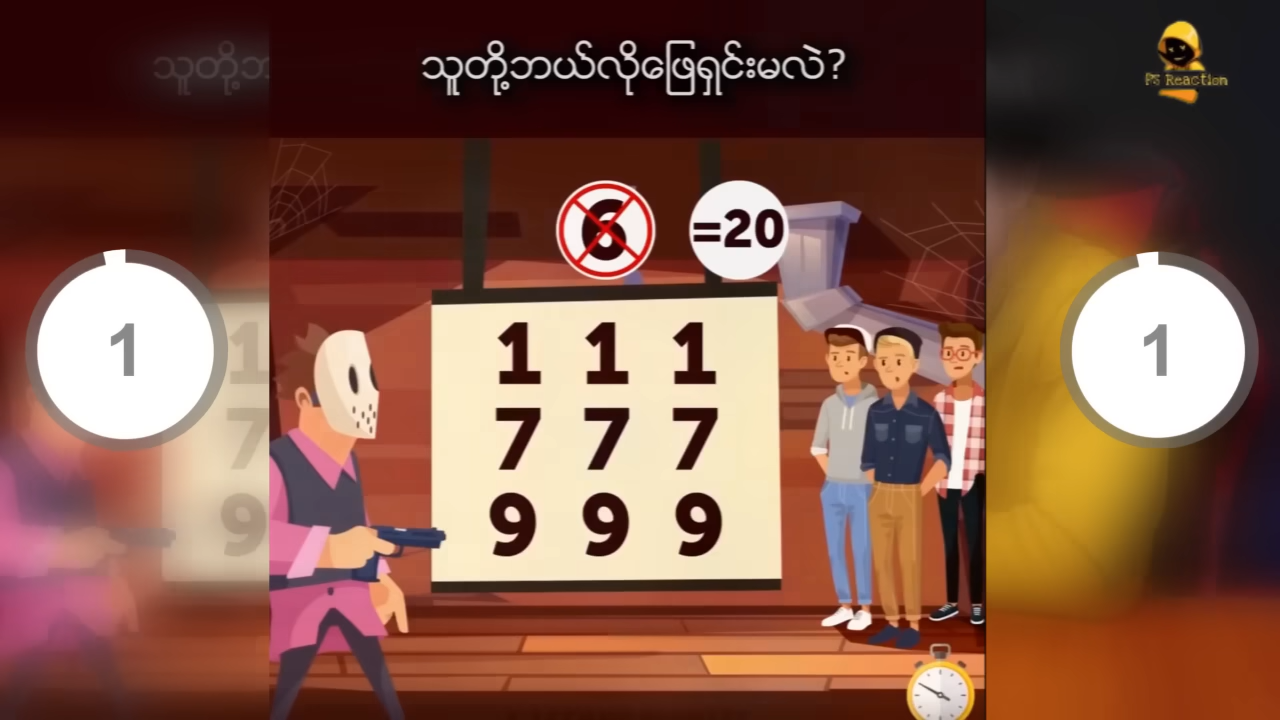 သူတို့ဘယ်လိုဖြေရှင်းမလဲ?
PS Reaction
6 =20
1 1 1
7 7 7
9 9 9
1
1